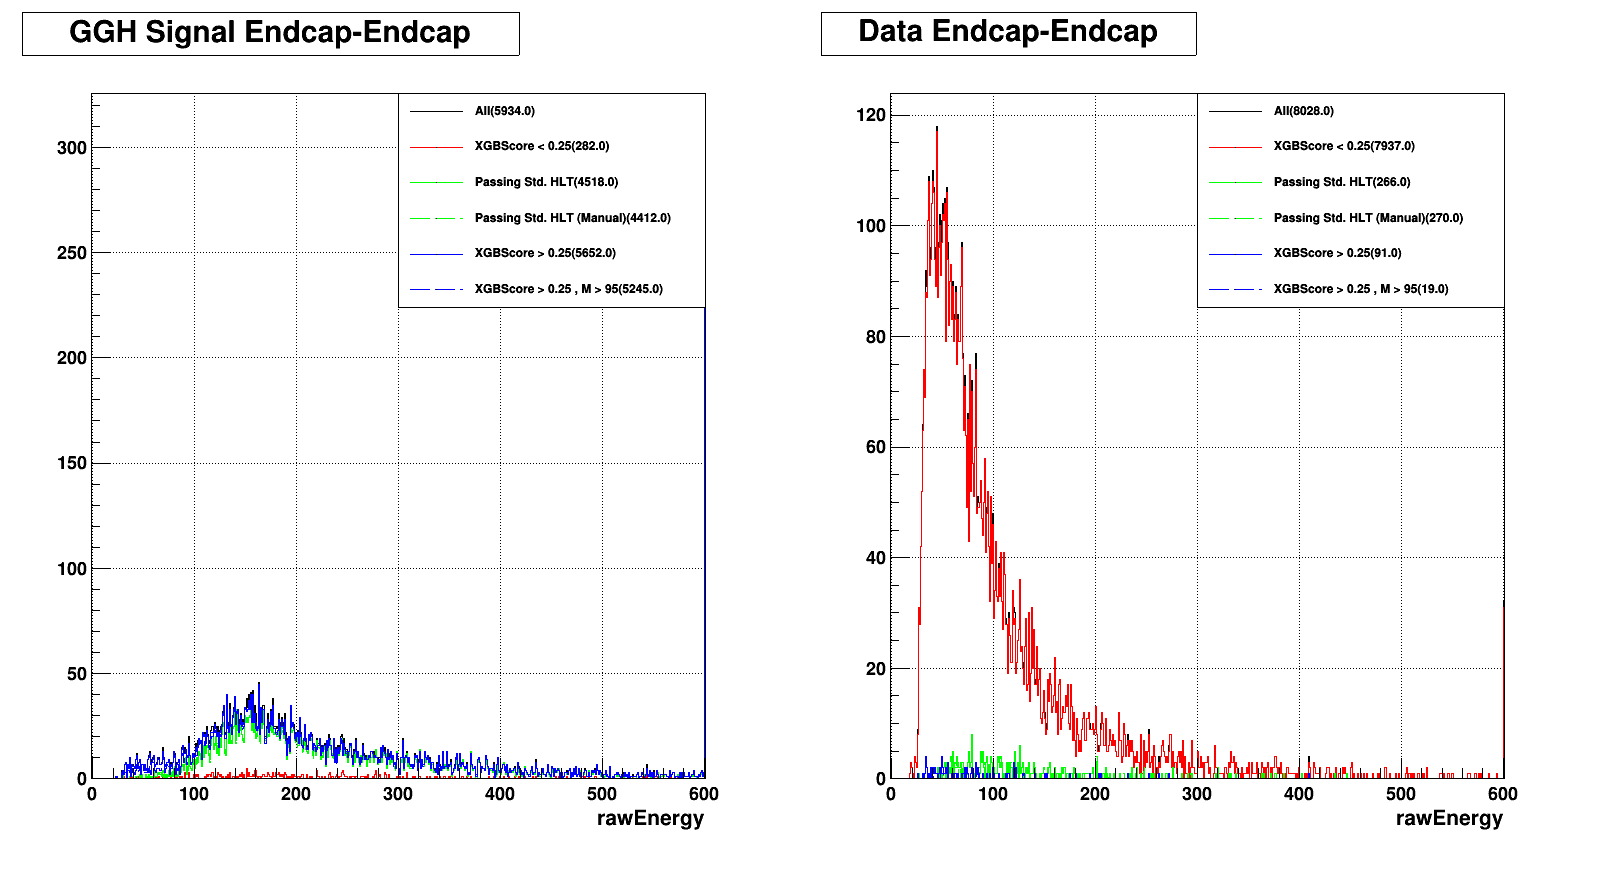 GGH Signal Endcap-Endcap
All(5934.0)
XGBScore < 0.25(282.0)
Passing Std. HLT(4518.0)
Passing Std. HLT (Manual)(4412.0)
XGBScore > 0.25(5652.0)
XGBScore > 0.25 , M > 95(5245.0)
300
250
200
150
100
50
0
0 100 200 300 400 500 600
rawEnergy
Data Endcap-Endcap
All(8028.0)
XGBScore < 0.25(7937.0)
Passing Std. HLT(266.0)
Passing Std. HLT (Manual)(270.0)
XGBScore > 0.25(91.0)
XGBScore > 0.25 , M > 95(19.0)
120
100
80
60
40
20
0
0 100 200 300 400 500 600
rawEnergy